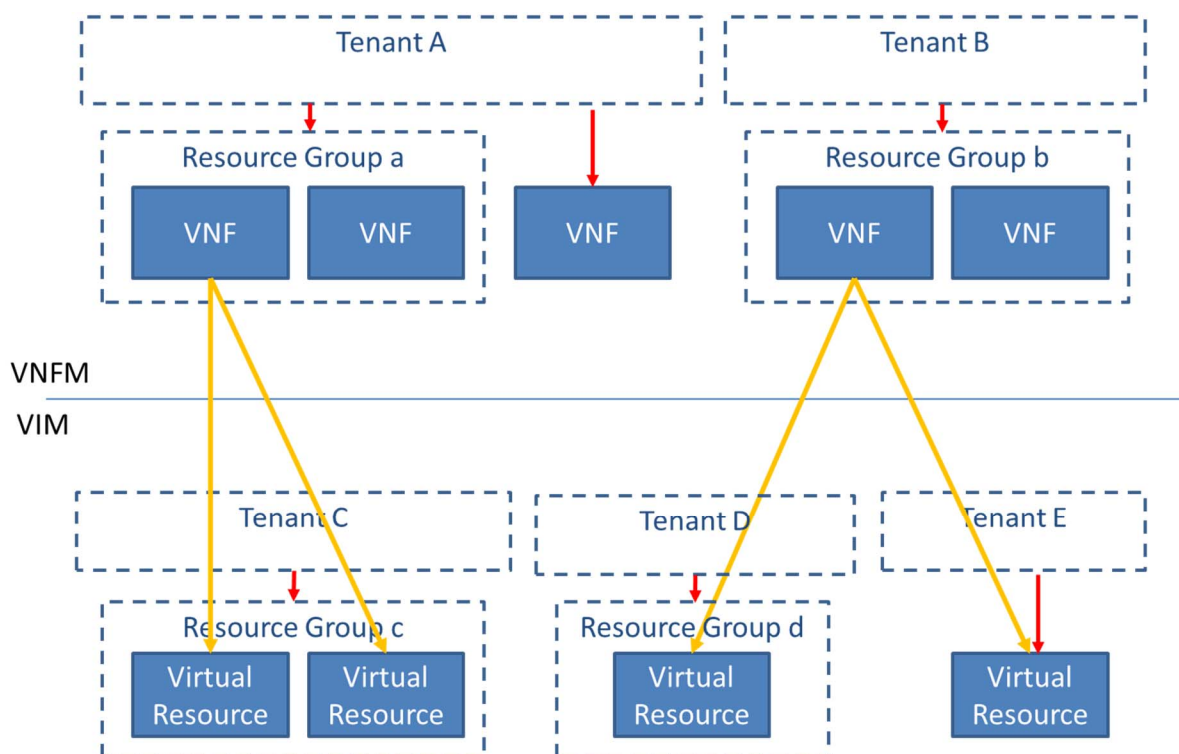 Tenant A
Tenant B
Resource Group a
Resource Group b
VNF
VNF
VNF
VNF
VNF
VNFM
VIM
Tenant C
Tenant D
Tenant E
Resource Group c
Resource Group d
Virtual
Resource
Virtual
Resource
Virtual
Resource
Virtual
Resource